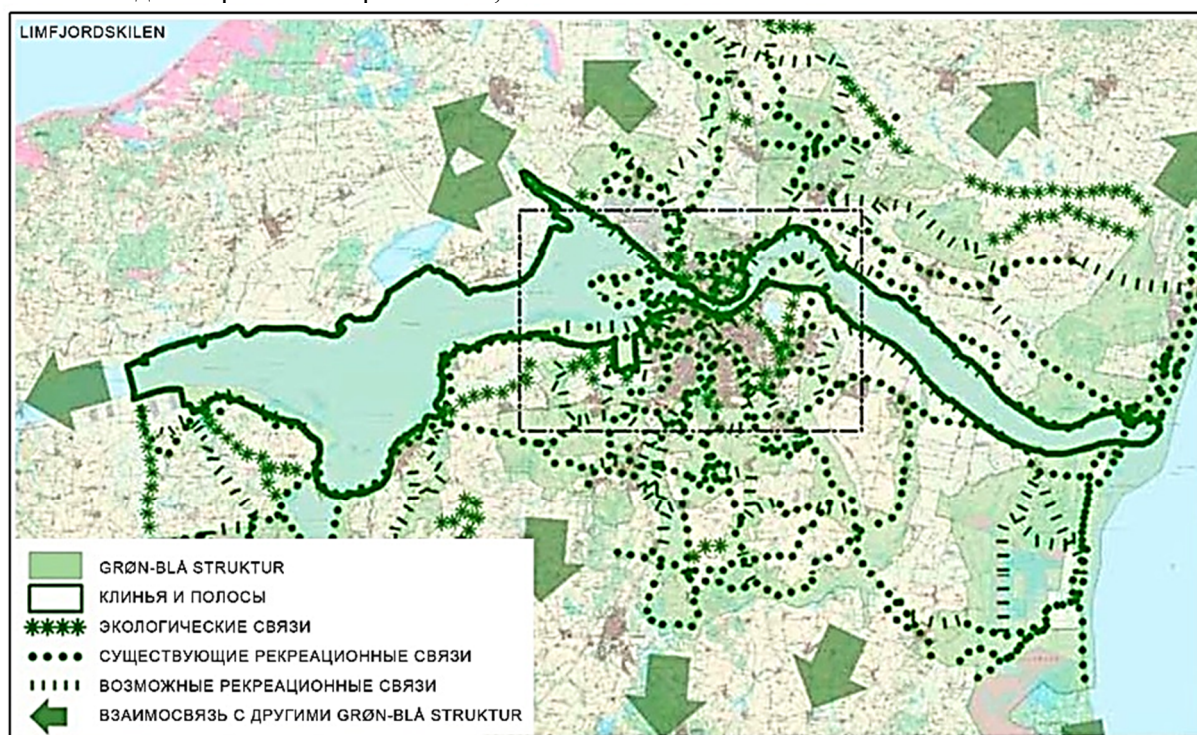 LIMFJORDSKILEN
GRØN-BLÅ STRUKTUR
КЛИНЬЯ И ПОЛОСЫ
ЭКОЛОГИЧЕСКИЕ СВЯЗИ
СУЩЕСТВУЮЩИЕ РЕКРЕАЦИОННЫЕ СВЯЗИ
ВОЗМОЖНЫЕ РЕКРЕАЦИОННЫЕ СВЯЗИ
ВЗАИМОСВЯЗЬ С ДРУГИМИ GRØN-BLÅ STRUKTUR